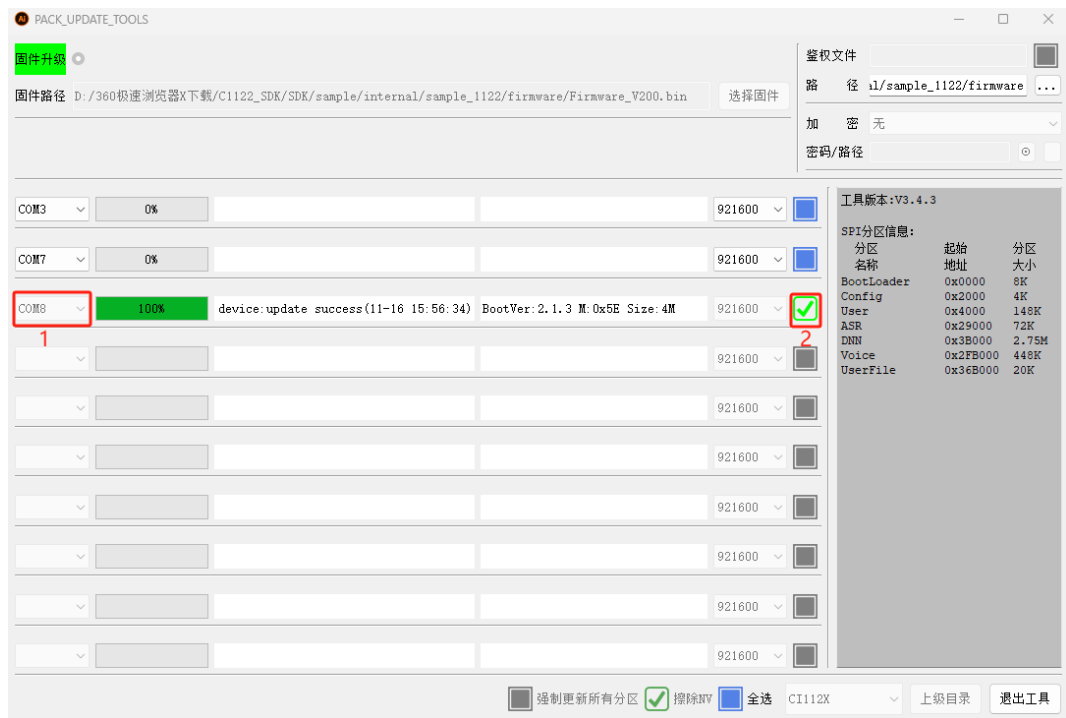 PACK_UPDATE_TOOLS
固件升级
固件路径 D:/360极速浏览器X下载/C1122_SDK/SDK/sample/internal/sample_1122/firmware/Firmware_V200.bin 选择固件
鉴权文件
路 径 al/sample_1122/firmware ...
加 密 无
密码/路径
COM3 0% 921600
COM7 0% 921600
COM8 100% device:update success(11-16 15:56:34) BootVer:2.1.3 M:0x5E Size:4M 921600
1 2
921600
921600
921600
921600
921600
921600
921600
工具版本:V3.4.3
SPI分区信息:
分区 起始 分区
名称 地址 大小
BootLoader 0x0000 8K
Config 0x2000 4K
User 0x4000 148K
ASR 0x29000 72K
DNN 0x3B000 2.75M
Voice 0x2FB000 448K
UserFile 0x36B000 20K
强制更新所有分区 擦除NV 全选 CI112X 上级目录 退出工具